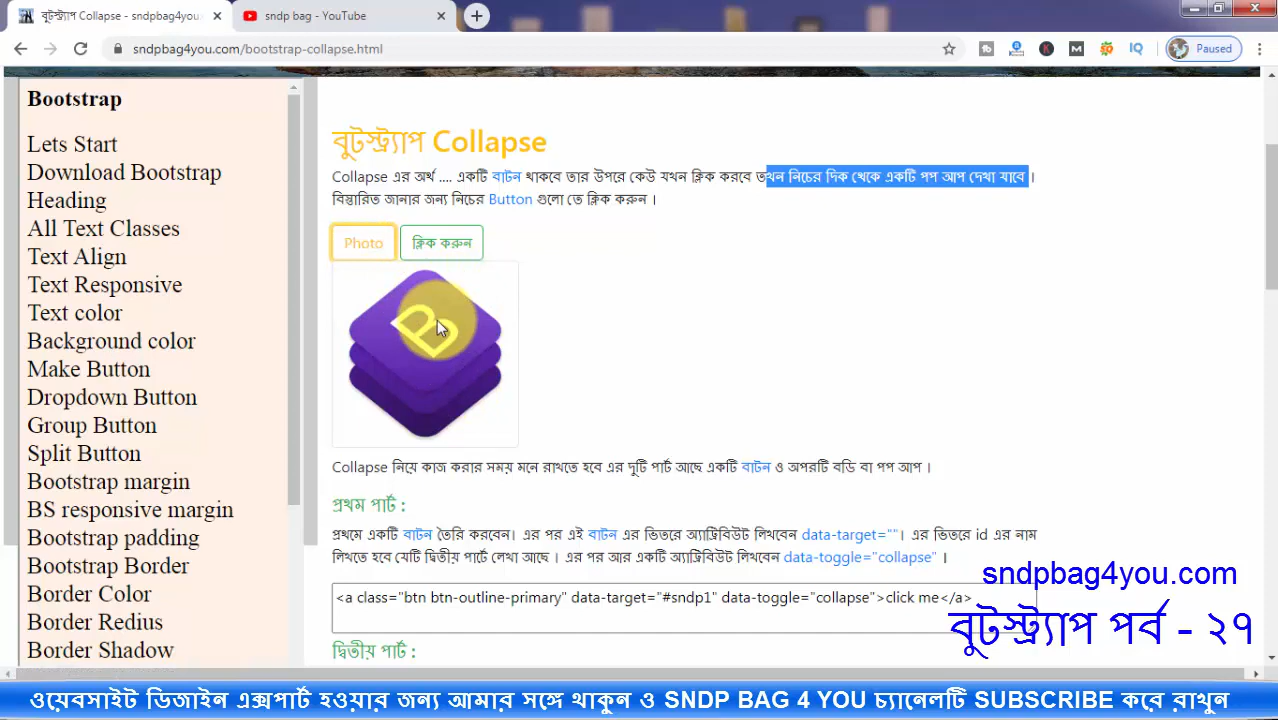 বুটস্ট্র্যাপ Collapse - sndpbag4you
sndp bag - YouTube
sndpbag4you.com/bootstrap-collapse.html
IQ
Paused
Bootstrap
Lets Start
Download Bootstrap
Heading
All Text Classes
Text Align
Text Responsive
Text color
Background color
Make Button
Dropdown Button
Group Button
Split Button
Bootstrap margin
BS responsive margin
Bootstrap padding
Bootstrap Border
Border Color
Border Redius
Border Shadow
বুটস্ট্র্যাপ Collapse
Collapse এর অর্থ .... একটি বাটন থাকবে তার উপরে কেউ যখন ক্লিক করবে তখন নিচের দিক থেকে একটি পপ আপ দেখা যাবে ।
বিস্তারিত জানার জন্য নিচের Button গুলো তে ক্লিক করুন ।
Photo
ক্লিক করুন
B
Collapse নিয়ে কাজ করার সময় মনে রাখতে হবে এর দুটি পার্ট আছে একটি বাটন ও অপরটি বডি বা পপ আপ ।
প্রথম পার্ট :
প্রথমে একটি বাটন তৈরি করবেন। এর পর এই বাটন এর ভিতরে অ্যাট্রিবিউট লিখবেন data-target=""। এর ভিতরে id এর নাম
লিখতে হবে যেটি দ্বিতীয় পার্টে লেখা আছে । এর পর আর একটি অ্যাট্রিবিউট লিখবেন data-toggle="collapse" ।
<a class="btn btn-outline-primary" data-target="#sndp1" data-toggle="collapse">click me</a>
দ্বিতীয় পার্ট :
sndpbag4you.com
বুটস্ট্র্যাপ পর্ব - ২৭
ওয়েবসাইট ডিজাইন এক্সপার্ট হওয়ার জন্য আমার সঙ্গে থাকুন ও SNDP BAG 4 YOU চ্যানেলটি SUBSCRIBE করে রাখুন